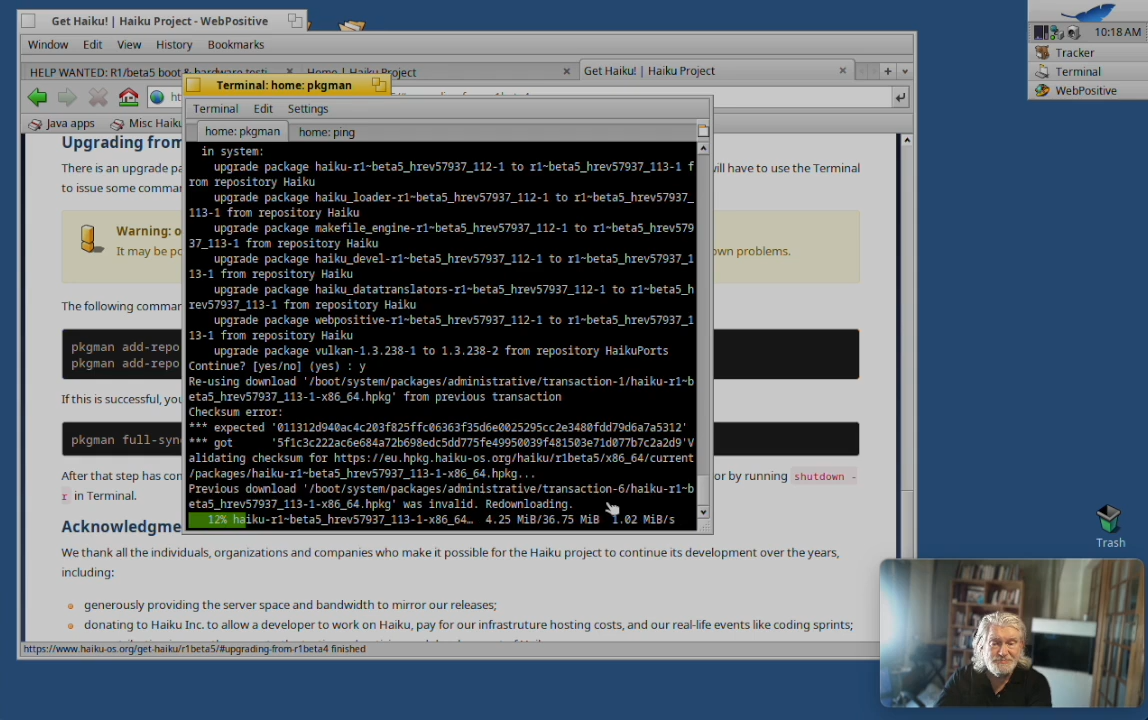 Get Haiku! | Haiku Project - WebPositive
Window Edit View History Bookmarks
HELP WANTED: R1/beta5 boot & hardware testi
Home | Haiku Project
Get Haiku! | Haiku Project
Java apps
Misc Haiku
Upgrading from
There is an upgrade pa
ill have to use the Terminal
to issue some comman
Warning: o
It may be po
own problems.
The following comman
pkgman add-repo
pkgman add-repo
If this is successful, you
pkgman full-sync
After that step has con
or by running shutdown -
r in Terminal.
Acknowledgme
We thank all the individuals, organizations and companies who make it possible for the Haiku project to continue its development over the years,
including:
generously providing the server space and bandwidth to mirror our releases;
donating to Haiku Inc. to allow a developer to work on Haiku, pay for our infrastruture hosting costs, and our real-life events like coding sprints;
https://www.haiku-os.org/get-haiku/r1beta5/#upgrading-from-r1beta4 finished
Terminal: home: pkgman
Terminal Edit Settings
home: pkgman
home: ping
in system:
upgrade package haiku-r1~beta5_hrev57937_112-1 to r1~beta5_hrev57937_113-1 f
rom repository Haiku
upgrade package haiku_loader-r1~beta5_hrev57937_112-1 to r1~beta5_hrev57937_
113-1 from repository Haiku
upgrade package makefile_engine-r1~beta5_hrev57937_112-1 to r1~beta5_hrev579
37_113-1 from repository Haiku
upgrade package haiku_devel-r1~beta5_hrev57937_112-1 to r1~beta5_hrev57937_1
13-1 from repository Haiku
upgrade package haiku_datatranslators-r1~beta5_hrev57937_112-1 to r1~beta5_h
rev57937_113-1 from repository Haiku
upgrade package webpositive-r1~beta5_hrev57937_112-1 to r1~beta5_hrev57937_1
13-1 from repository Haiku
upgrade package vulkan-1.3.238-1 to 1.3.238-2 from repository HaikuPorts
Continue? [yes/no] (yes) : y
Re-using download '/boot/system/packages/administrative/transaction-1/haiku-r1~b
eta5_hrev57937_113-1-x86_64.hpkg' from previous transaction
Checksum error:
*** expected '011312d940ac4c203f825ffc06363f35d6e0025295cc2e3480fdd79d6a7a5312'
*** got '5f1c3c222ac6e684a72b698edc5dd775fe49950039f481503e71d077b7c2a2d9'V
alidating checksum for https://eu.hpkg.haiku-os.org/haiku/r1beta5/x86_64/current
/packages/haiku-r1~beta5_hrev57937_113-1-x86_64.hpkg...
Previous download '/boot/system/packages/administrative/transaction-6/haiku-r1~b
eta5_hrev57937_113-1-x86_64.hpkg' was invalid. Redownloading.
12% haiku-r1~beta5_hrev57937_113-1-x86_64… 4.25 MiB/36.75 MiB 1.02 MiB/s
10:18 AM
Tracker
Terminal
WebPositive
Trash